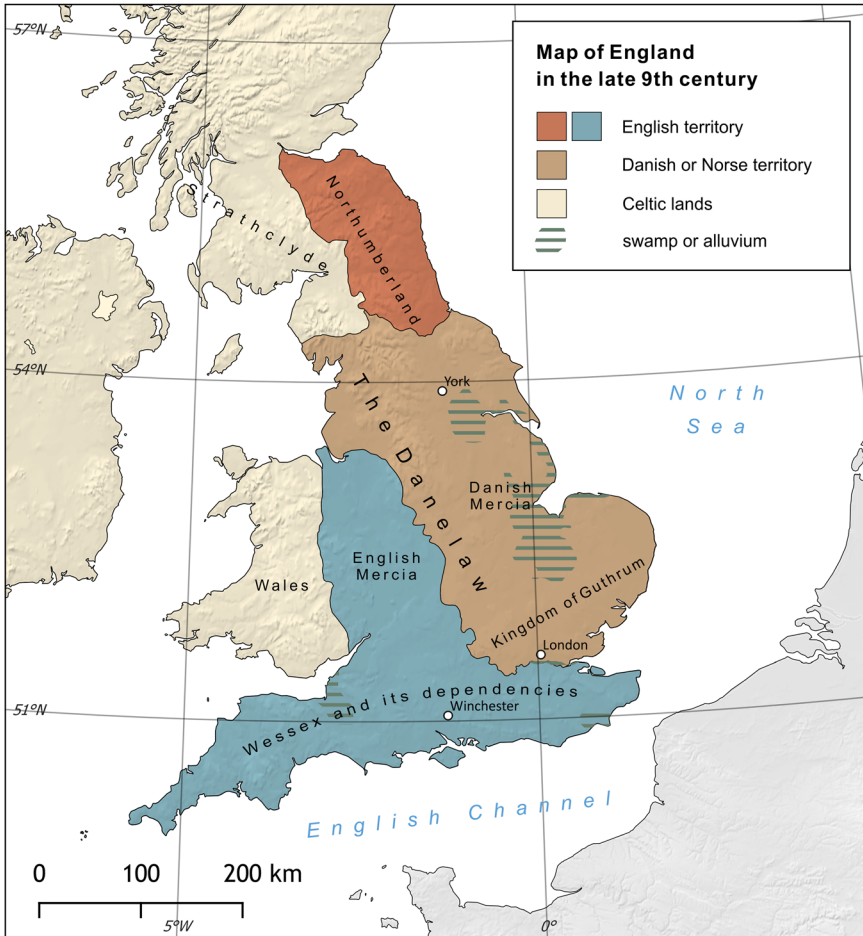 57°N
Map of England
in the late 9th century
English territory
Danish or Norse territory
Celtic lands
swamp or alluvium
Strathclyde
Northumberland
54°N
York
North
Sea
The Danelaw
Danish
Mercia
English
Mercia
Wales
Kingdom of Guthrum
London
51°N
Wessex and its dependencies
Winchester
English Channel
0 100 200 km
5°W 0°